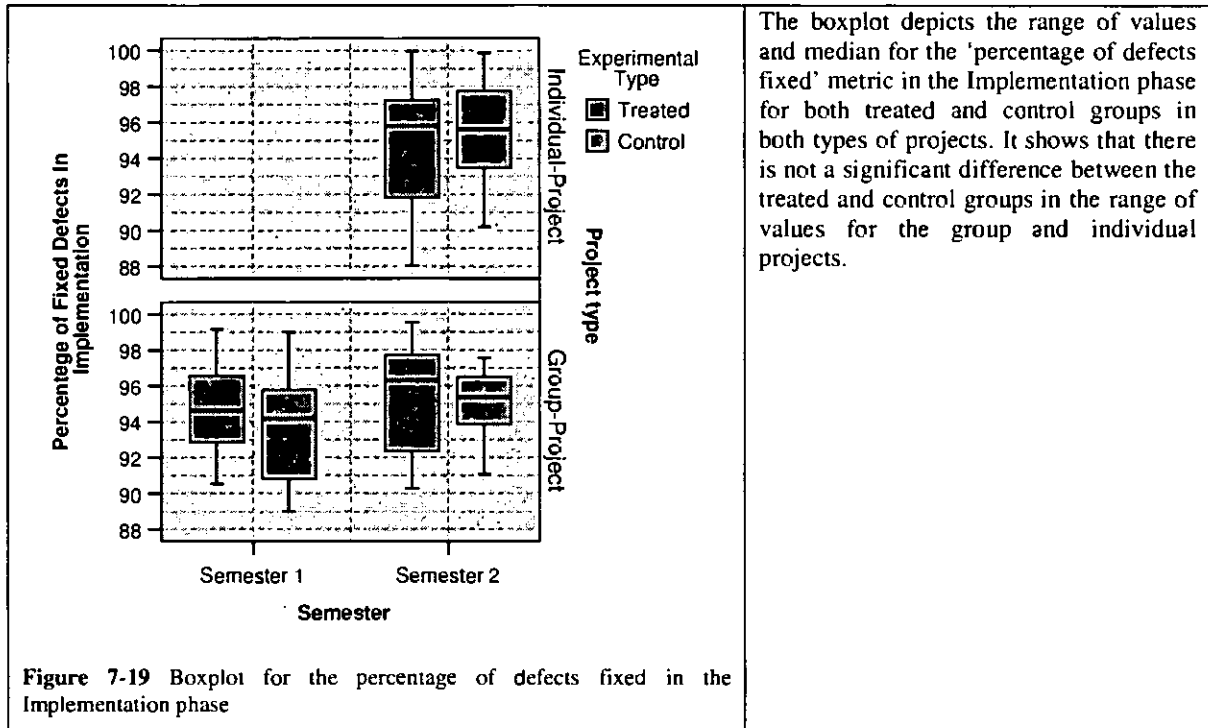 The boxplot depicts the range of values
and median for the 'percentage of defects
fixed' metric in the Implementation phase
for both treated and control groups in
both types of projects. It shows that there
is not a significant difference between the
treated and control groups in the range of
values for the group and individual
projects.
Percentege of Fixed Defects In
Implementation
100
98
96
94
92
90
88
Individual-Project
Experimental
Type
Treated
Control
Project type
100
98
96
94
92
90
88
Group-Project
Semester 1 Semester 2
Semester
Figure 7-19 Boxplot for the percentage of defects fixed in the
Implementation phase